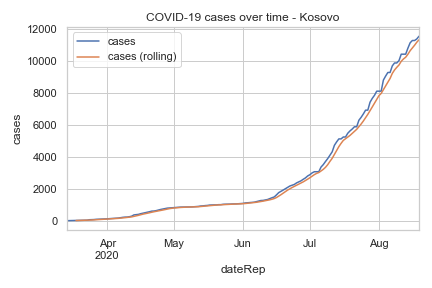 COVID-19 cases over time - Kosovo
cases
cases (rolling)
12000
10000
8000
6000
4000
2000
0
cases
Apr
2020
May
Jun
Jul
Aug
dateRep